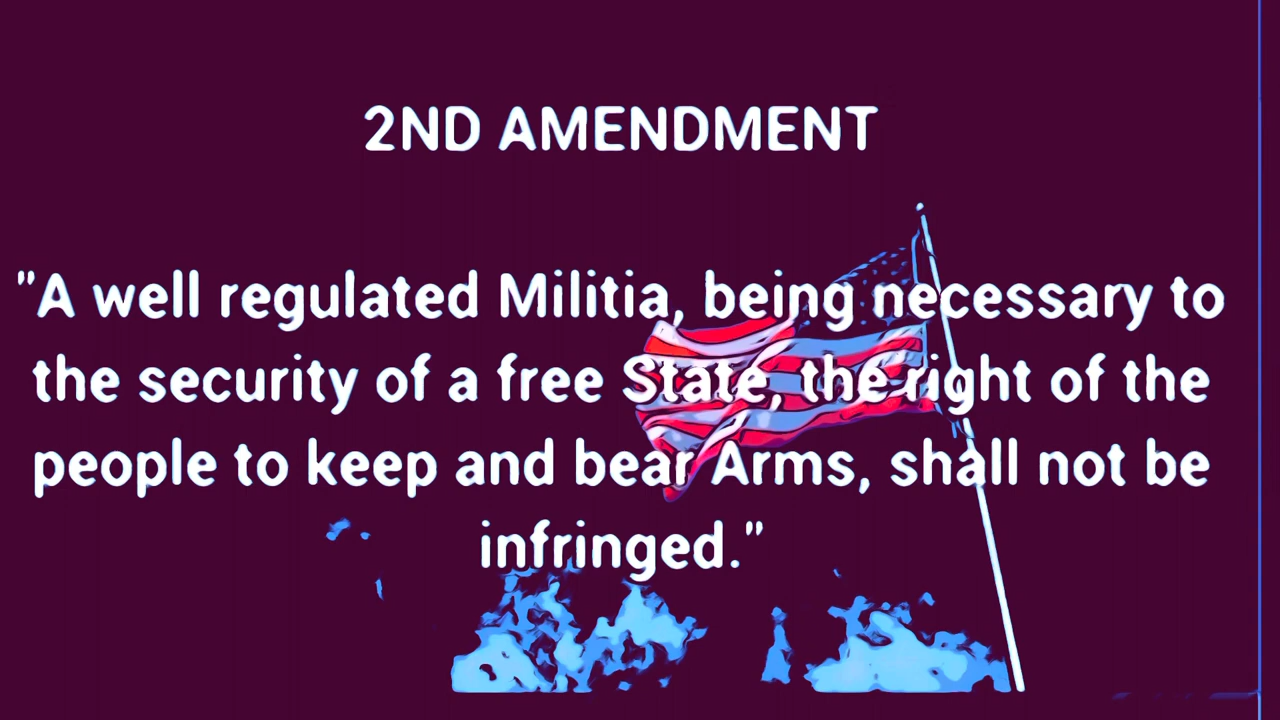 2ND AMENDMENT
"A well regulated Militia, being necessary to
the security of a free State, the right of the
people to keep and bear Arms, shall not be
infringed."